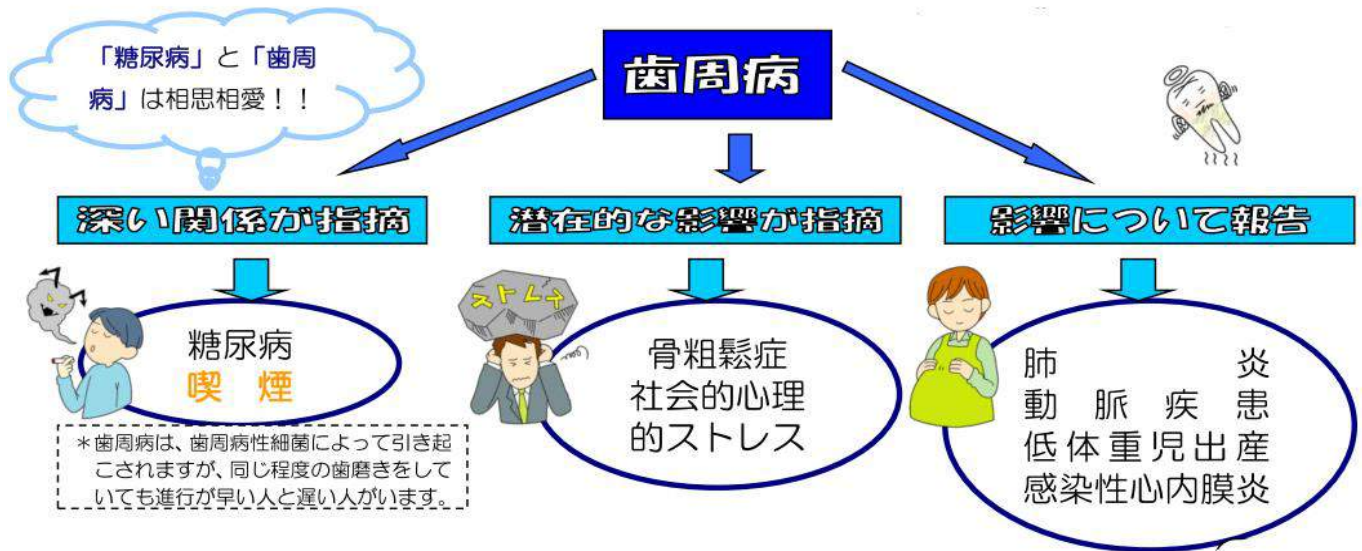 「糖尿病」と「歯周
病」は相思相愛！！
歯周病
深い関係が指摘
潜在的な影響が指摘
影響について報告
糖尿病
喫煙
＊歯周病は、歯周病性細菌によって引き起
こされますが、同じ程度の歯磨きをして
いても進行が早い人と遅い人がいます。
ストレス
骨粗鬆症
社会的心理
的ストレス
肺炎
動脈疾患
低体重児出産
感染性心内膜炎